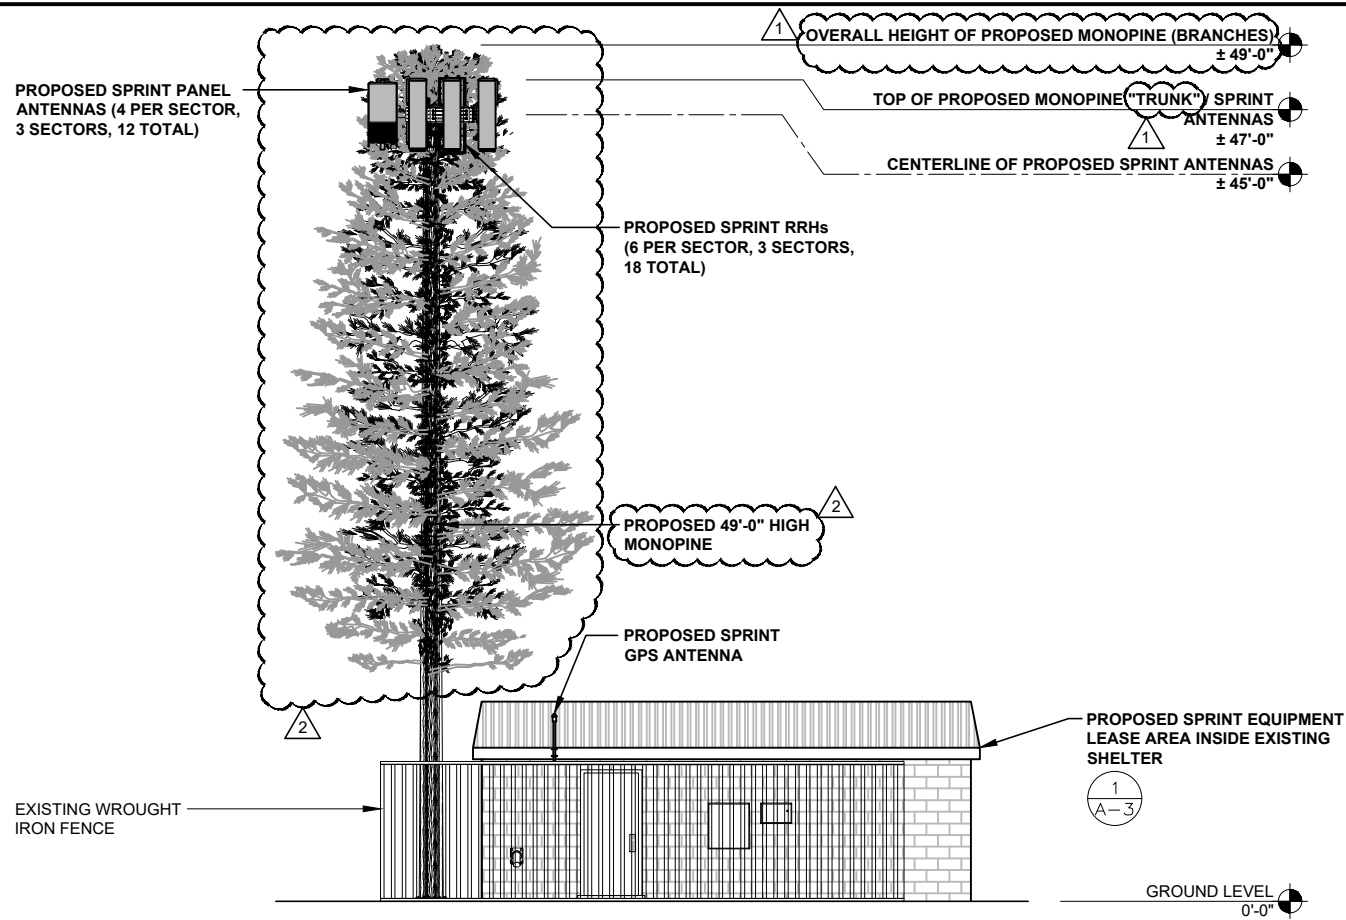 1
OVERALL HEIGHT OF PROPOSED MONOPINE (BRANCHES)
± 49'-0"
PROPOSED SPRINT PANEL
ANTENNAS (4 PER SECTOR,
3 SECTORS, 12 TOTAL)
TOP OF PROPOSED MONOPINE "TRUNK" / SPRINT
ANTENNAS
± 47'-0"
1
CENTERLINE OF PROPOSED SPRINT ANTENNAS
± 45'-0"
PROPOSED SPRINT RRHs
(6 PER SECTOR, 3 SECTORS,
18 TOTAL)
2
PROPOSED 49'-0" HIGH
MONOPINE
PROPOSED SPRINT
GPS ANTENNA
2
PROPOSED SPRINT EQUIPMENT
LEASE AREA INSIDE EXISTING
SHELTER
1
A-3
EXISTING WROUGHT
IRON FENCE
GROUND LEVEL
0'-0"